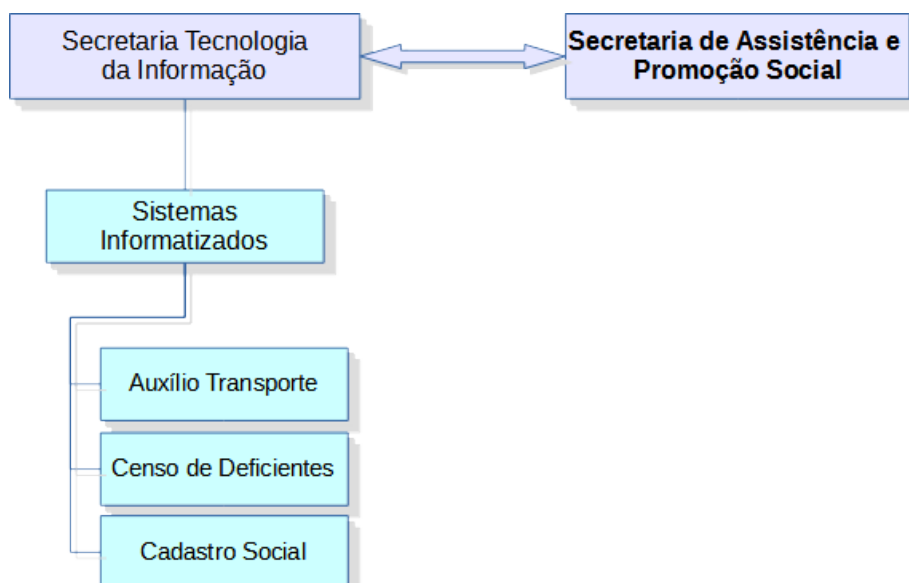 Secretaria Tecnologia
da Informação
Secretaria de Assistência e
Promoção Social
Sistemas
Informatizados
Auxílio Transporte
Censo de Deficientes
Cadastro Social